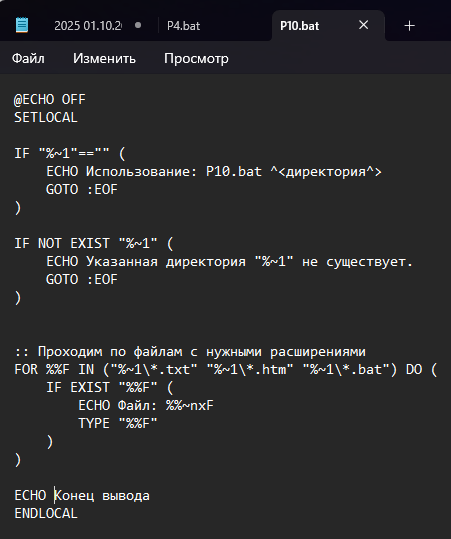 2025 01.10.2
P4.bat
P10.bat
Файл Изменить Просмотр
@ECHO OFF
SETLOCAL
IF "%~1"=="" (
    ECHO Использование: P10.bat ^<директория^>
    GOTO :EOF
)
IF NOT EXIST "%~1" (
    ECHO Указанная директория "%~1" не существует.
    GOTO :EOF
)
:: Проходим по файлам с нужными расширениями
FOR %%F IN ("%~1\*.txt" "%~1\*.htm" "%~1\*.bat") DO (
    IF EXIST "%%F" (
        ECHO Файл: %%~nxF
        TYPE "%%F"
    )
)
ECHO Конец вывода
ENDLOCAL